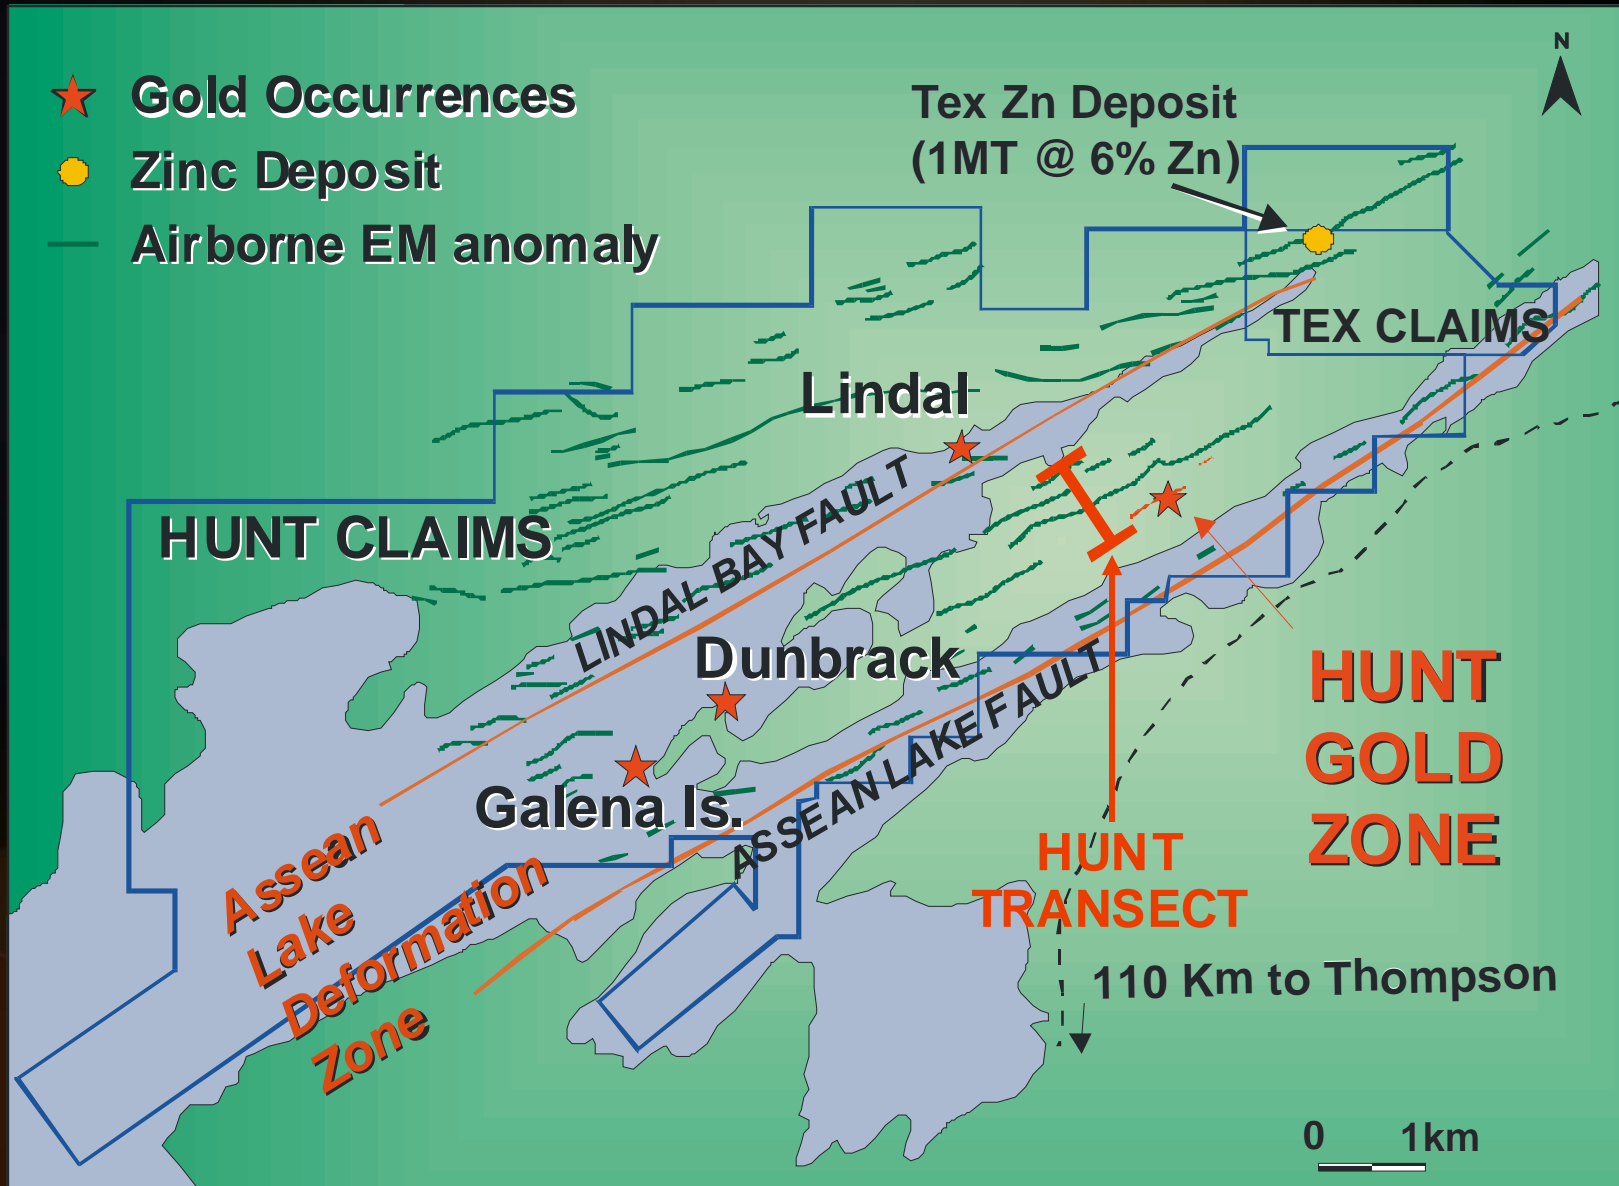 N
Gold Occurrences
Zinc Deposit
Airborne EM anomaly
Tex Zn Deposit
(1MT @ 6% Zn)
TEX CLAIMS
Lindal
HUNT CLAIMS
LINDAL BAY FAULT
Dunbrack
Galena Is.
ASSEAN LAKE FAULT
HUNT
GOLD
ZONE
HUNT
TRANSECT
Assean
Lake
Deformation
Zone
110 Km to Thompson
0 1km